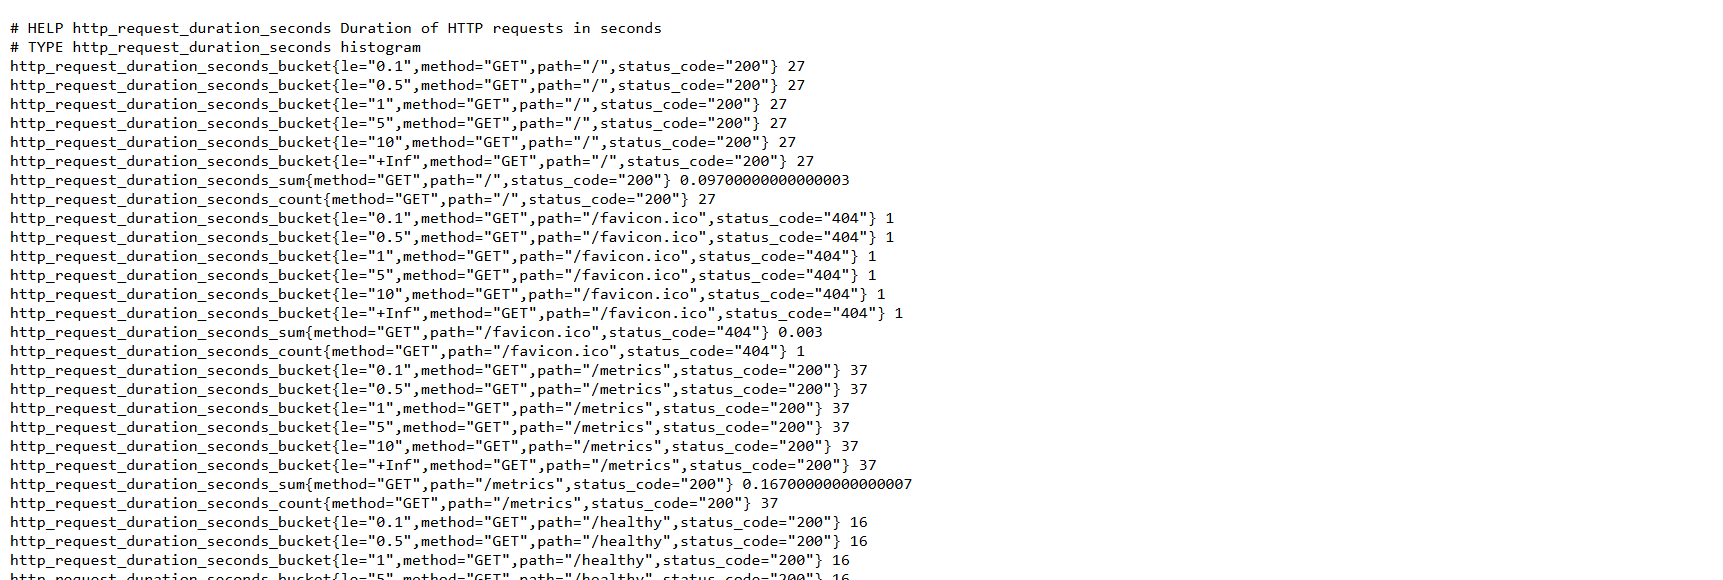 # HELP http_request_duration_seconds Duration of HTTP requests in seconds
# TYPE http_request_duration_seconds histogram
http_request_duration_seconds_bucket{le="0.1",method="GET",path="/",status_code="200"} 27
http_request_duration_seconds_bucket{le="0.5",method="GET",path="/",status_code="200"} 27
http_request_duration_seconds_bucket{le="1",method="GET",path="/",status_code="200"} 27
http_request_duration_seconds_bucket{le="5",method="GET",path="/",status_code="200"} 27
http_request_duration_seconds_bucket{le="10",method="GET",path="/",status_code="200"} 27
http_request_duration_seconds_bucket{le="+Inf",method="GET",path="/",status_code="200"} 27
http_request_duration_seconds_sum{method="GET",path="/",status_code="200"} 0.09700000000000003
http_request_duration_seconds_count{method="GET",path="/",status_code="200"} 27
http_request_duration_seconds_bucket{le="0.1",method="GET",path="/favicon.ico",status_code="404"} 1
http_request_duration_seconds_bucket{le="0.5",method="GET",path="/favicon.ico",status_code="404"} 1
http_request_duration_seconds_bucket{le="1",method="GET",path="/favicon.ico",status_code="404"} 1
http_request_duration_seconds_bucket{le="5",method="GET",path="/favicon.ico",status_code="404"} 1
http_request_duration_seconds_bucket{le="10",method="GET",path="/favicon.ico",status_code="404"} 1
http_request_duration_seconds_bucket{le="+Inf",method="GET",path="/favicon.ico",status_code="404"} 1
http_request_duration_seconds_sum{method="GET",path="/favicon.ico",status_code="404"} 0.003
http_request_duration_seconds_count{method="GET",path="/favicon.ico",status_code="404"} 1
http_request_duration_seconds_bucket{le="0.1",method="GET",path="/metrics",status_code="200"} 37
http_request_duration_seconds_bucket{le="0.5",method="GET",path="/metrics",status_code="200"} 37
http_request_duration_seconds_bucket{le="1",method="GET",path="/metrics",status_code="200"} 37
http_request_duration_seconds_bucket{le="5",method="GET",path="/metrics",status_code="200"} 37
http_request_duration_seconds_bucket{le="10",method="GET",path="/metrics",status_code="200"} 37
http_request_duration_seconds_bucket{le="+Inf",method="GET",path="/metrics",status_code="200"} 37
http_request_duration_seconds_sum{method="GET",path="/metrics",status_code="200"} 0.16700000000000007
http_request_duration_seconds_count{method="GET",path="/metrics",status_code="200"} 37
http_request_duration_seconds_bucket{le="0.1",method="GET",path="/healthy",status_code="200"} 16
http_request_duration_seconds_bucket{le="0.5",method="GET",path="/healthy",status_code="200"} 16
http_request_duration_seconds_bucket{le="1",method="GET",path="/healthy",status_code="200"} 16
http_request_duration_seconds_bucket{le="5",method="GET",path="/healthy",status_code="200"} 16